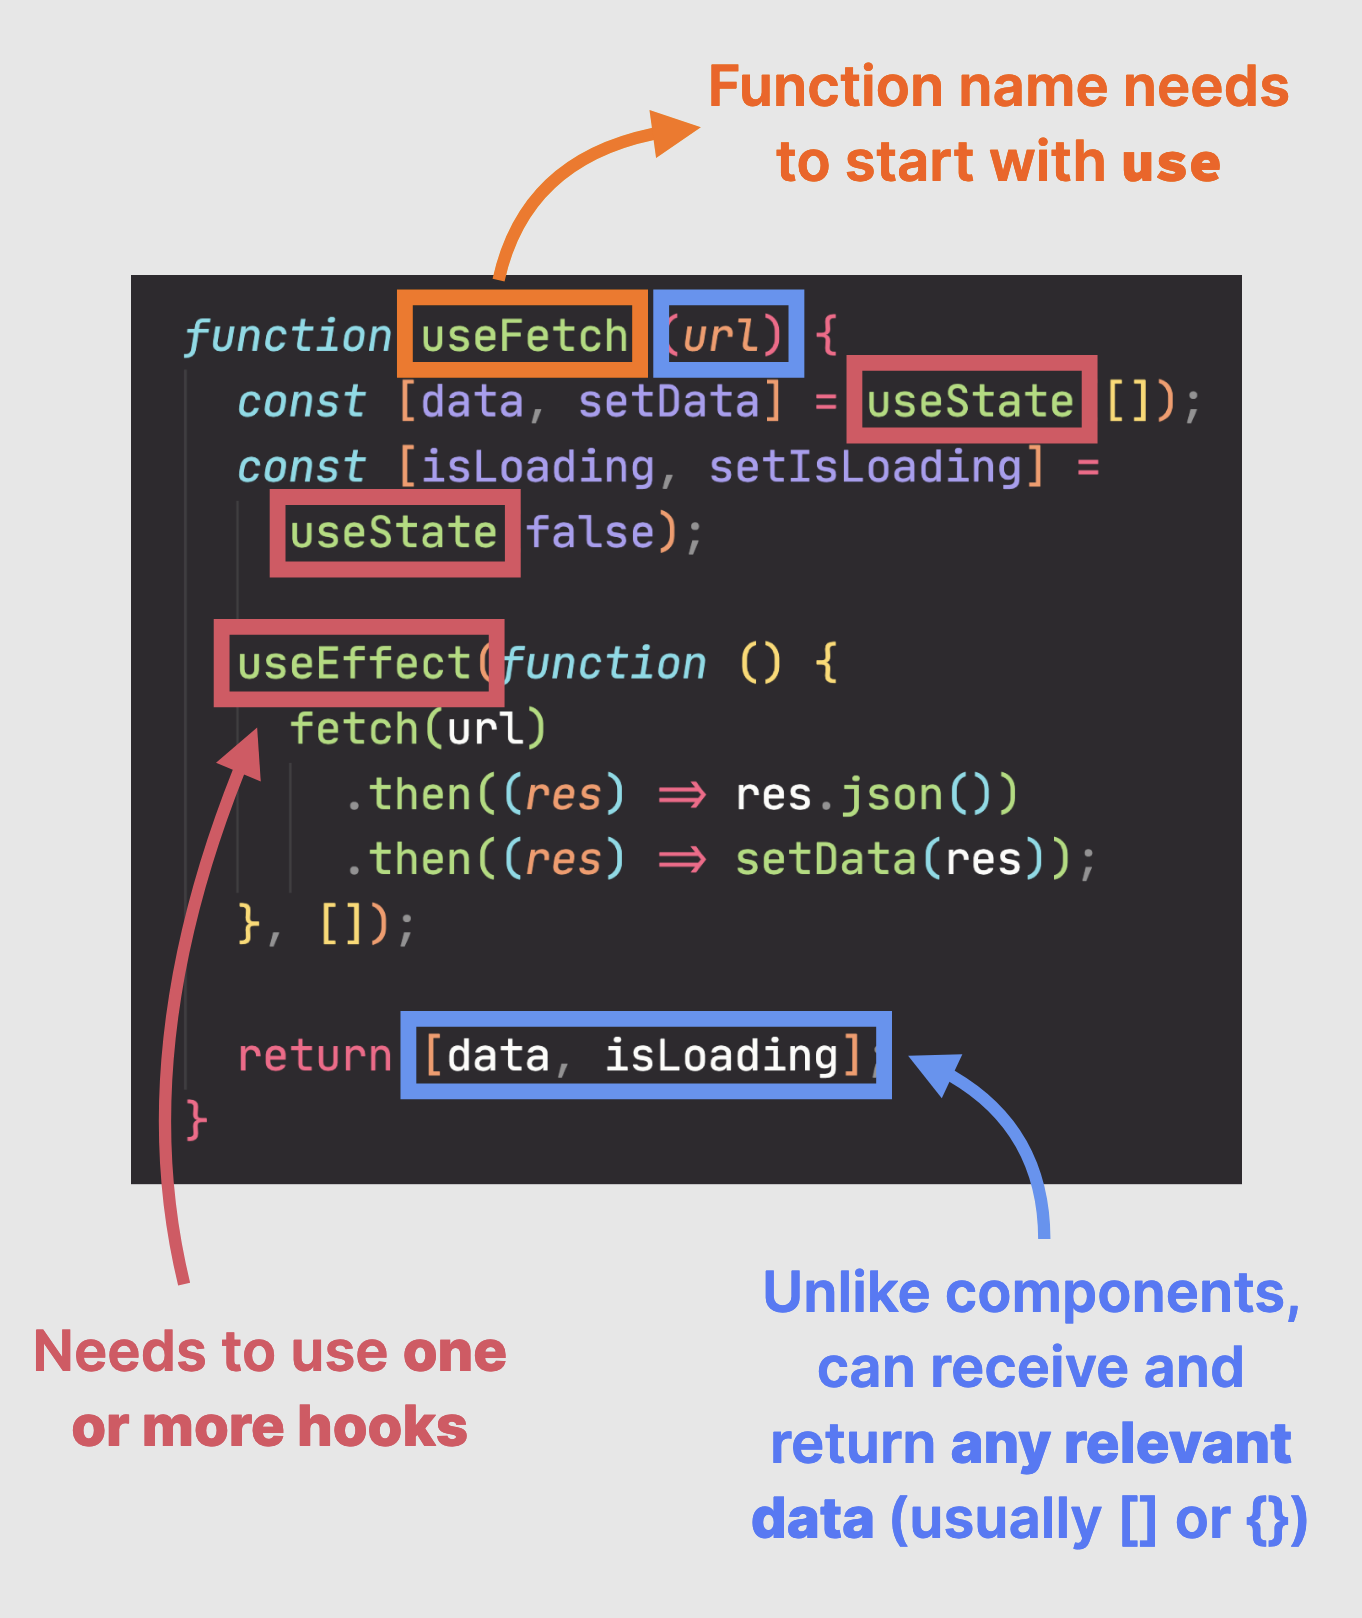 Function name needs
to start with use
function useFetch (url) {
const [data, setData] = useState []);
const [isLoading, setIsLoading] =
useState false);
useEffect(function () {
fetch(url)
.then((res) => res.json())
.then((res) => setData(res));
}, []);
return [data, isLoading];
}
Needs to use one
or more hooks
Unlike components,
can receive and
return any relevant
data (usually [] or {})